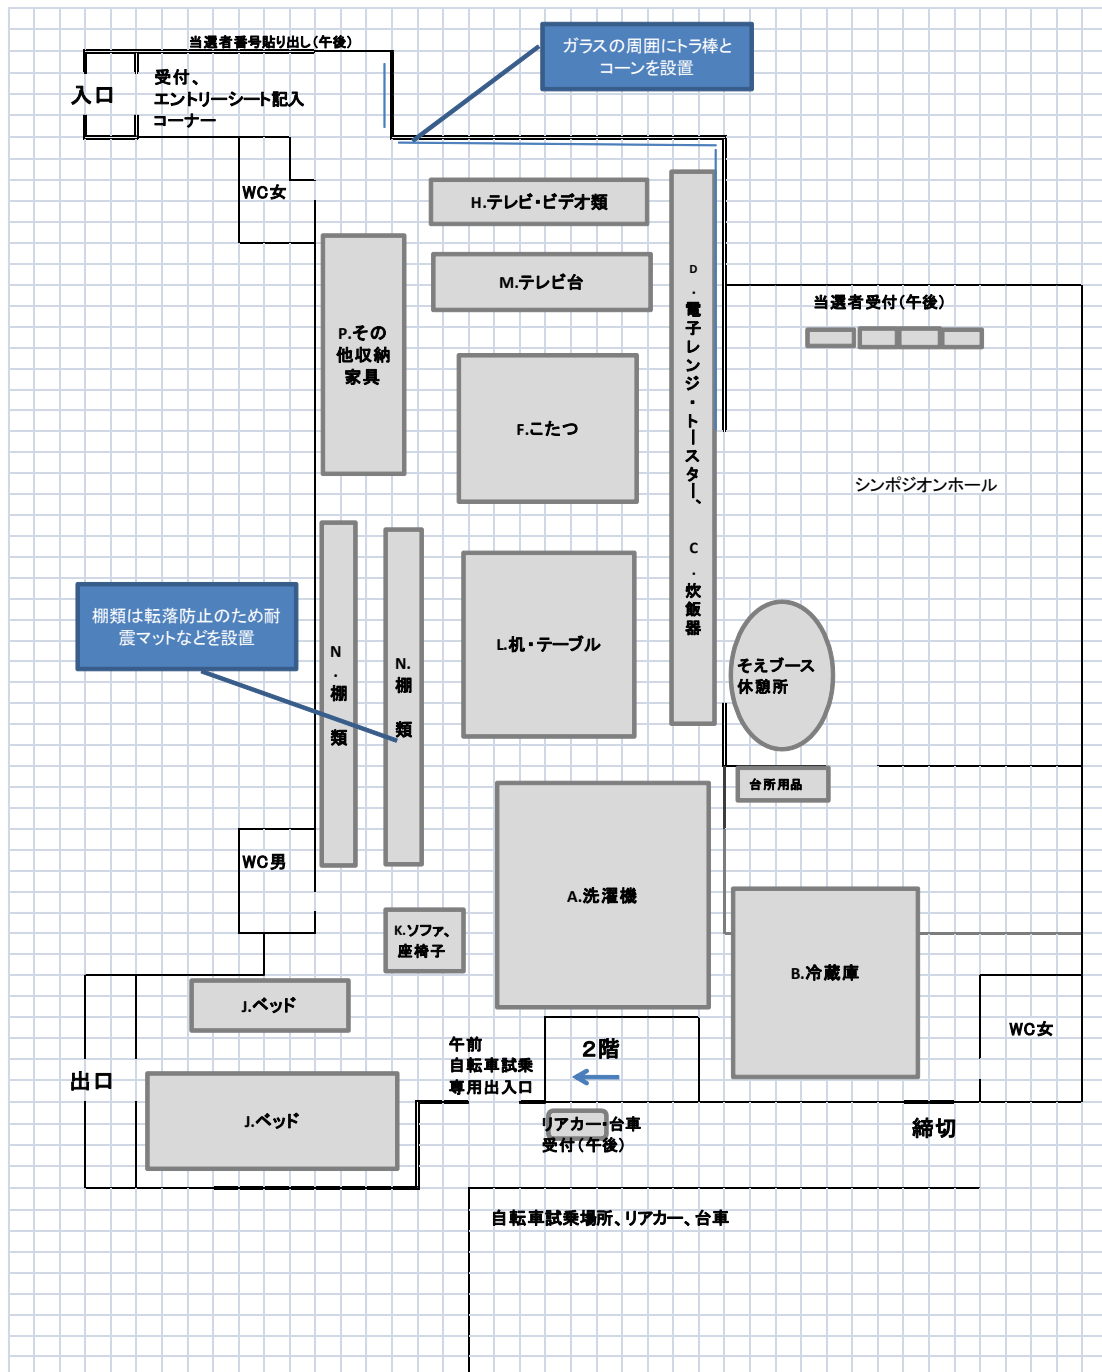 当選者番号貼り出し(午後)
ガラスの周囲にトラ棒と
コーンを設置
入口
受付、
エントリーシート記入
コーナー
WC女
H.テレビ・ビデオ類
M.テレビ台
P.その
他収納
家具
D.電子レンジ・トースター、 C.炊飯器
当選者受付(午後)
F.こたつ
シンポジオンホール
棚類は転落防止のため耐
震マットなどを設置
N.棚 類
N.棚 類
L.机・テーブル
そえブース
休憩所
台所用品
WC男
A.洗濯機
K.ソファ、
座椅子
B.冷蔵庫
J.ベッド
WC女
午前
自転車試乗
専用出入口
2階
出口
J.ベッド
リアカー・台車
受付(午後)
締切
自転車試乗場所、リアカー、台車